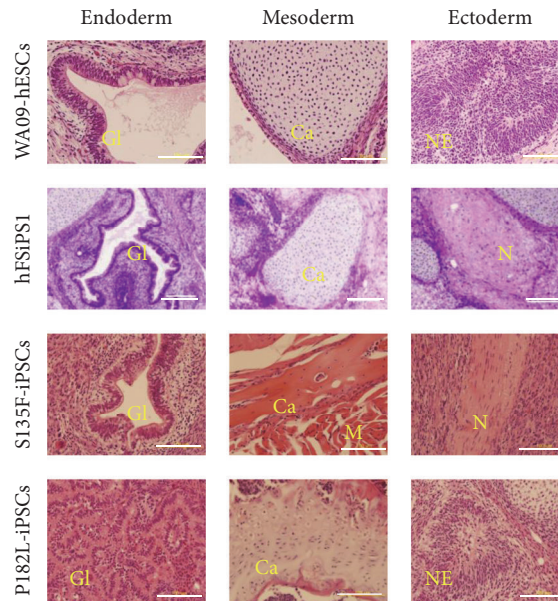 Endoderm Mesoderm Ectoderm
WA09-hESCs
Gl Ca NE
hFSiPS1
Gl Ca N
S135F-iPSCs
Gl Ca M N
P182L-iPSCs
Gl Ca NE